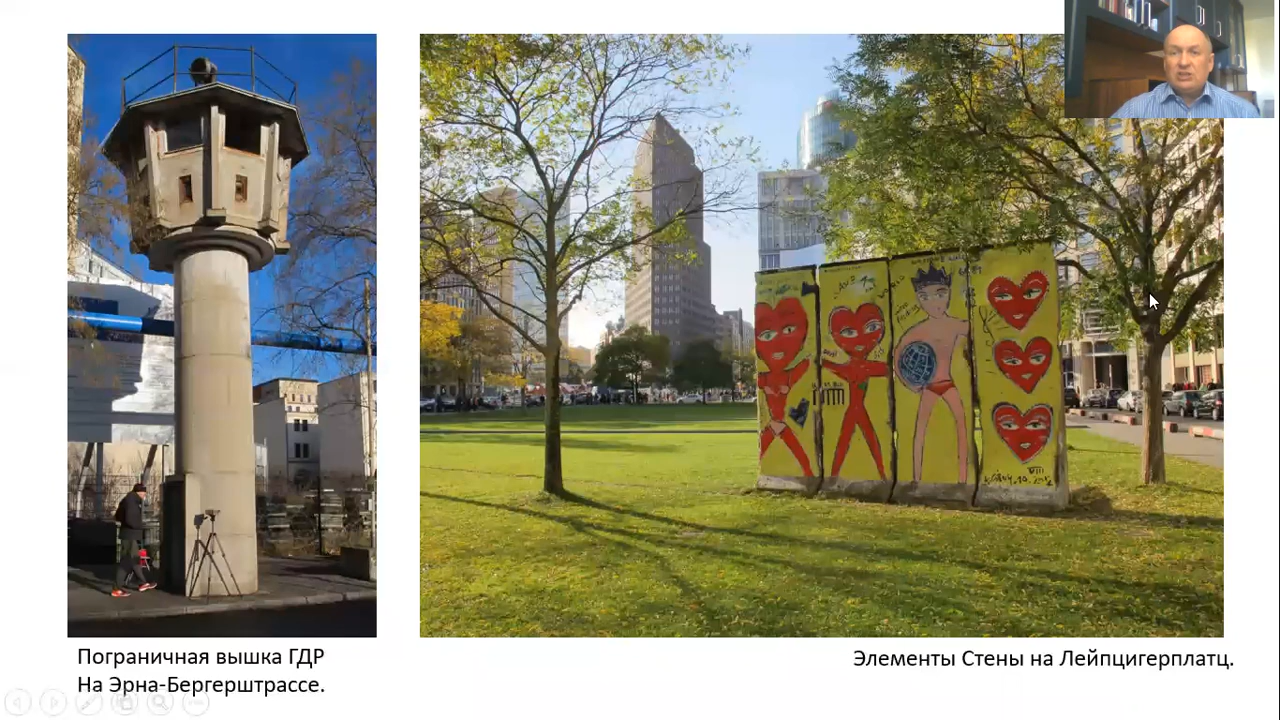 Пограничная вышка ГДР
На Эрна-Бергерштрассе.
Элементы Стены на Лейпцигерплатц.